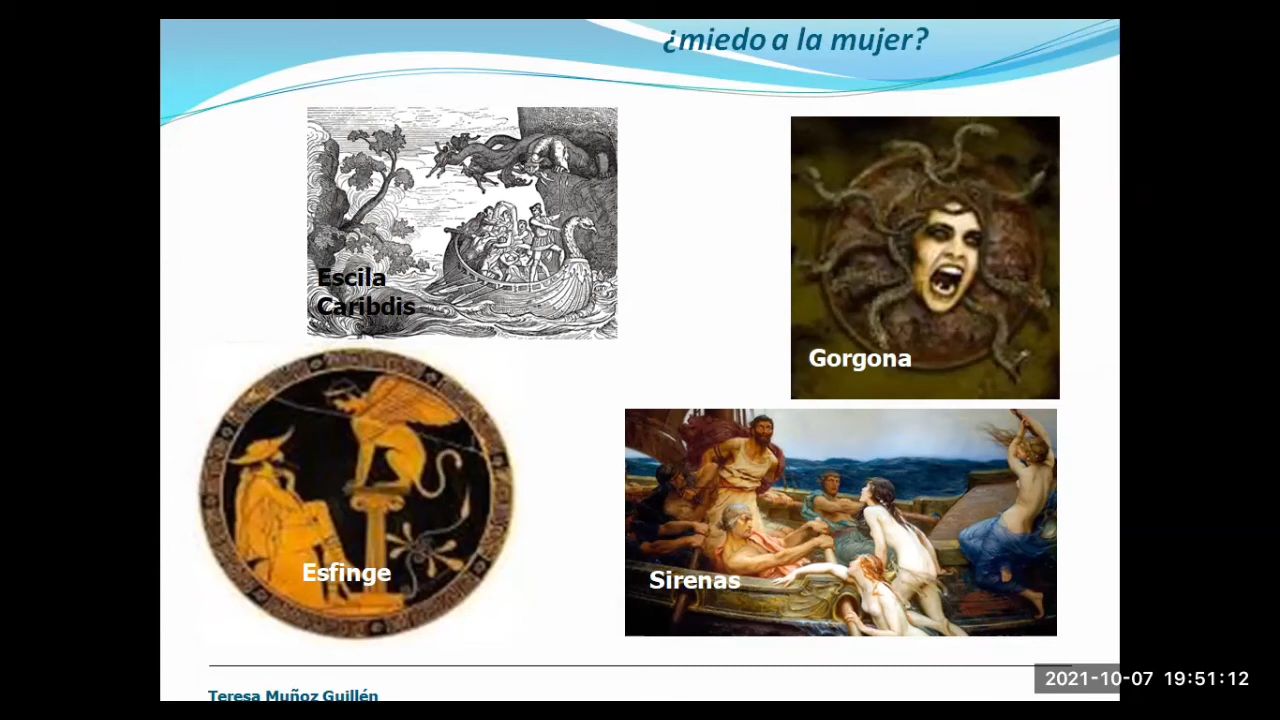 ¿miedo a la mujer?
Escila
Caribdis
Gorgona
Esfinge
Sirenas
Teresa Muñoz Guillén
2021-10-07 19:51:12